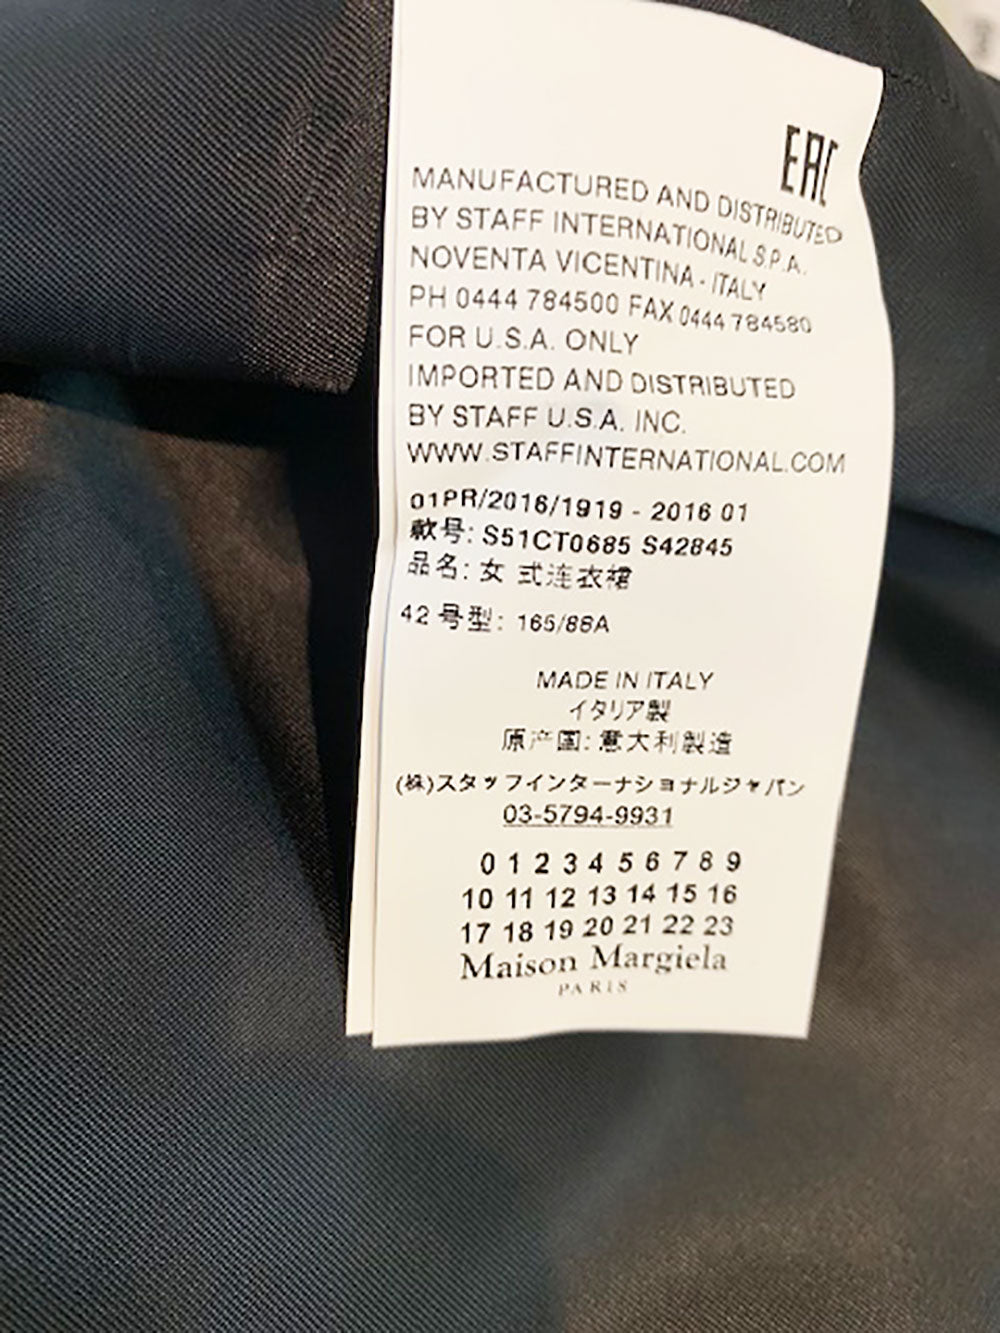 EAC
MANUFACTURED AND DISTRIBUTED
BY STAFF INTERNATIONAL S.P.A.
NOVENTA VICENTINA - ITALY
PH 0444 784500 FAX 0444 784580
FOR U.S.A. ONLY
IMPORTED AND DISTRIBUTED
BY STAFF U.S.A. INC.
WWW.STAFFINTERNATIONAL.COM
01PR/2016/1919 - 2016 01
款号: S51CT0685 S42845
品名: 女 式连衣裙
42 号型: 165/88A
MADE IN ITALY
イタリア製
原产国: 意大利製造
(株)スタッフインターナショナルジャパン
03-5794-9931
0 1 2 3 4 5 6 7 8 9
10 11 12 13 14 15 16
17 18 19 20 21 22 23
Maison Margiela
PARIS